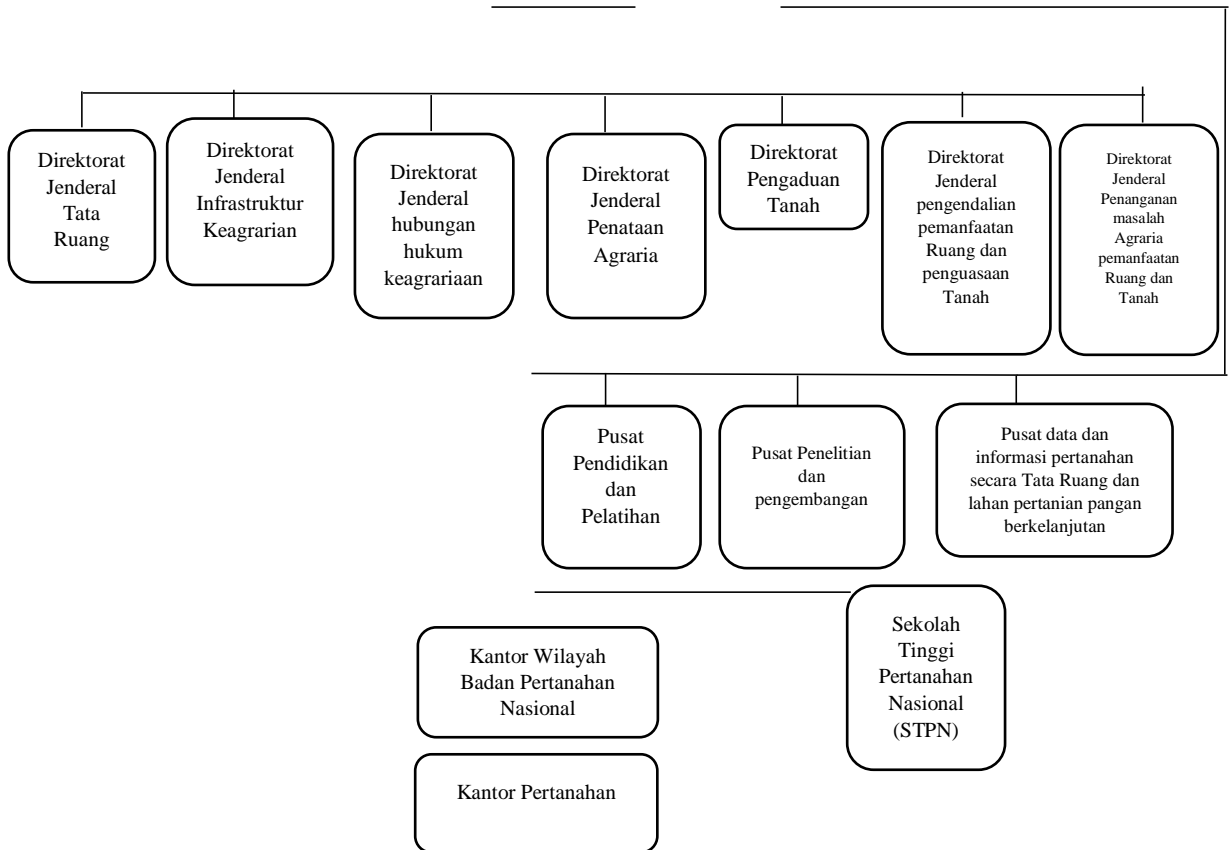 Direktorat
Jenderal
Tata
Ruang
Direktorat
Jenderal
Infrastruktur
Keagrarian
Direktorat
Jenderal
hubungan
hukum
keagrariaan
Direktorat
Jenderal
Penataan
Agraria
Direktorat
Pengaduan
Tanah
Direktorat
Jenderal
pengendalian
pemanfaatan
Ruang dan
penguasaan
Tanah
Direktorat
Jenderal
Penanganan
masalah
Agraria
pemanfaatan
Ruang dan
Tanah
Pusat
Pendidikan
dan
Pelatihan
Pusat Penelitian
dan
pengembangan
Pusat data dan
informasi pertanahan
secara Tata Ruang dan
lahan pertanian pangan
berkelanjutan
Kantor Wilayah
Badan Pertanahan
Nasional
Sekolah
Tinggi
Pertanahan
Nasional
(STPN)
Kantor Pertanahan